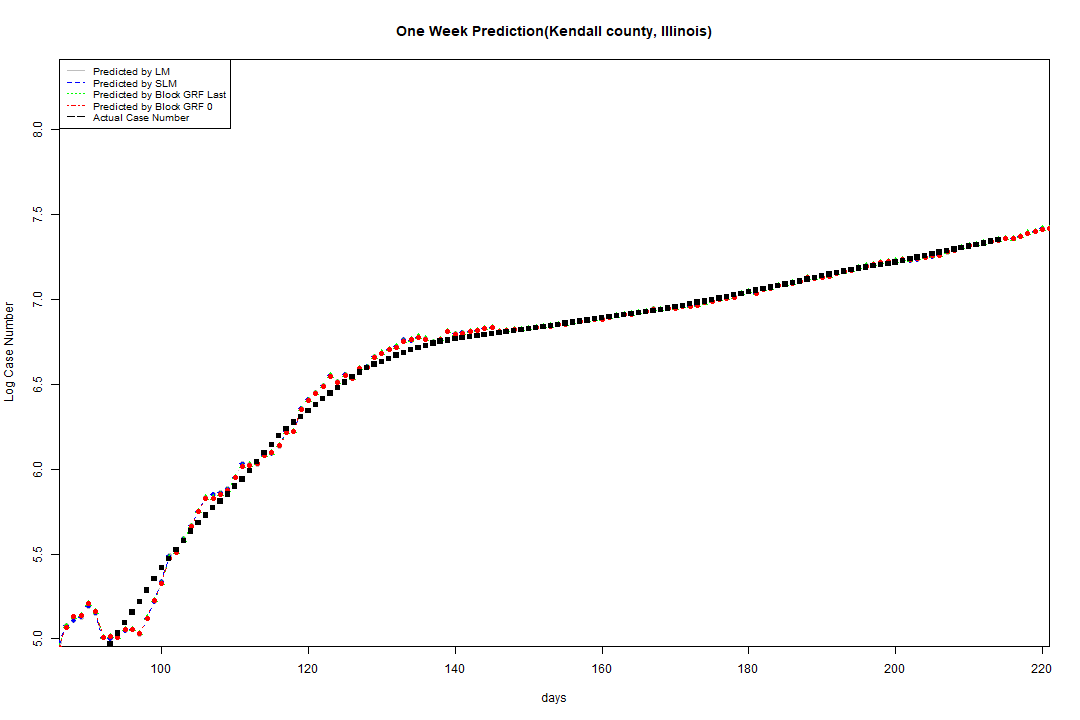 One Week Prediction(Kendall county, Illinois)
Predicted by LM
Predicted by SLM
Predicted by Block GRF Last
Predicted by Block GRF 0
Actual Case Number
8.0
7.5
7.0
6.5
6.0
5.5
5.0
Log Case Number
100 120 140 160 180 200 220
days